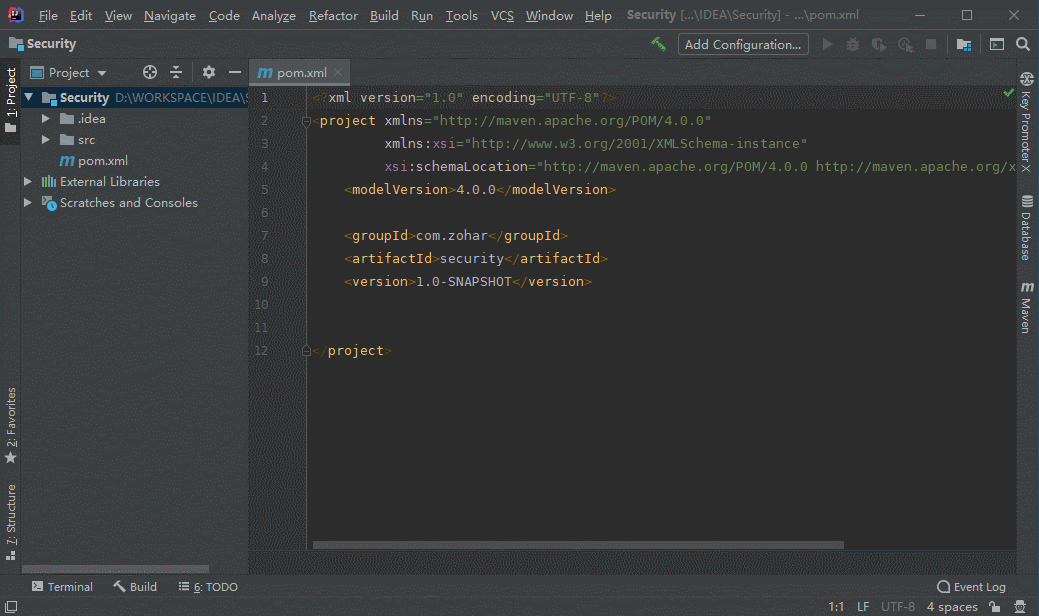 File Edit View Navigate Code Analyze Refactor Build Run Tools VCS Window Help Security [...\IDEA\Security] - ...\pom.xml
Security
Add Configuration...
1: Project
Project
pom.xml
Security D:\WORKSPACE\IDEA\
.idea
src
pom.xml
External Libraries
Scratches and Consoles
1 <?xml version="1.0" encoding="UTF-8"?>
2 <project xmlns="http://maven.apache.org/POM/4.0.0"
3 xmlns:xsi="http://www.w3.org/2001/XMLSchema-instance"
4 xsi:schemaLocation="http://maven.apache.org/POM/4.0.0 http://maven.apache.org/x
5 <modelVersion>4.0.0</modelVersion>
6
7 <groupId>com.zohar</groupId>
8 <artifactId>security</artifactId>
9 <version>1.0-SNAPSHOT</version>
10
11
12 </project>
Key Promoter X
Database
Maven
2: Favorites
7: Structure
Terminal Build 6: TODO Event Log
1:1 LF UTF-8 4 spaces